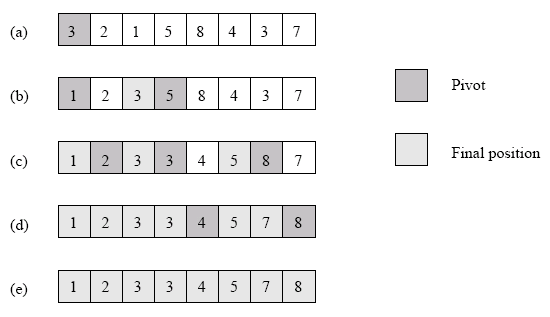 (a) 3 2 1 5 8 4 3 7
(b) 1 2 3 5 8 4 3 7
Pivot
(c) 1 2 3 3 4 5 8 7
Final position
(d) 1 2 3 3 4 5 7 8
(e) 1 2 3 3 4 5 7 8